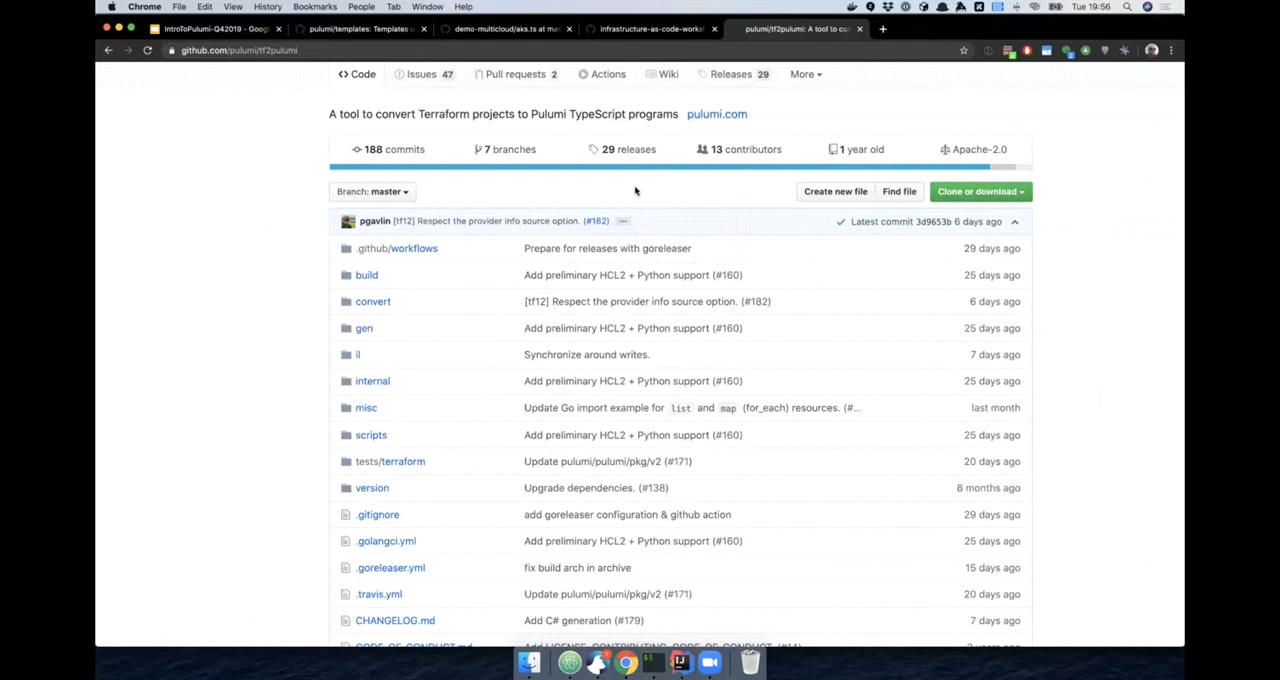 Chrome File Edit View History Bookmarks People Tab Window Help Tue 19:56
IntroToPulumi-Q42019 - Goog
pulumi/templates: Templates u
demo-multicloud/aks.ts at mas
infrastructure-as-code-works
pulumi/tf2pulumi: A tool to con
github.com/pulumi/tf2pulumi
Code Issues 47 Pull requests 2 Actions Wiki Releases 29 More
A tool to convert Terraform projects to Pulumi TypeScript programs pulumi.com
188 commits 7 branches 29 releases 13 contributors 1 year old Apache-2.0
Branch: master Create new file Find file Clone or download
pgavlin [tf12] Respect the provider info source option. (#182) ... Latest commit 3d9653b 6 days ago
.github/workflows Prepare for releases with goreleaser 29 days ago
build Add preliminary HCL2 + Python support (#160) 25 days ago
convert [tf12] Respect the provider info source option. (#182) 6 days ago
gen Add preliminary HCL2 + Python support (#160) 25 days ago
il Synchronize around writes. 7 days ago
internal Add preliminary HCL2 + Python support (#160) 25 days ago
misc Update Go import example for list and map (for_each) resources. (#... last month
scripts Add preliminary HCL2 + Python support (#160) 25 days ago
tests/terraform Update pulumi/pulumi/pkg/v2 (#171) 20 days ago
version Upgrade dependencies. (#138) 8 months ago
.gitignore add goreleaser configuration & github action 29 days ago
.golangci.yml Add preliminary HCL2 + Python support (#160) 25 days ago
.goreleaser.yml fix build arch in archive 15 days ago
.travis.yml Update pulumi/pulumi/pkg/v2 (#171) 20 days ago
CHANGELOG.md Add C# generation (#179) 7 days ago